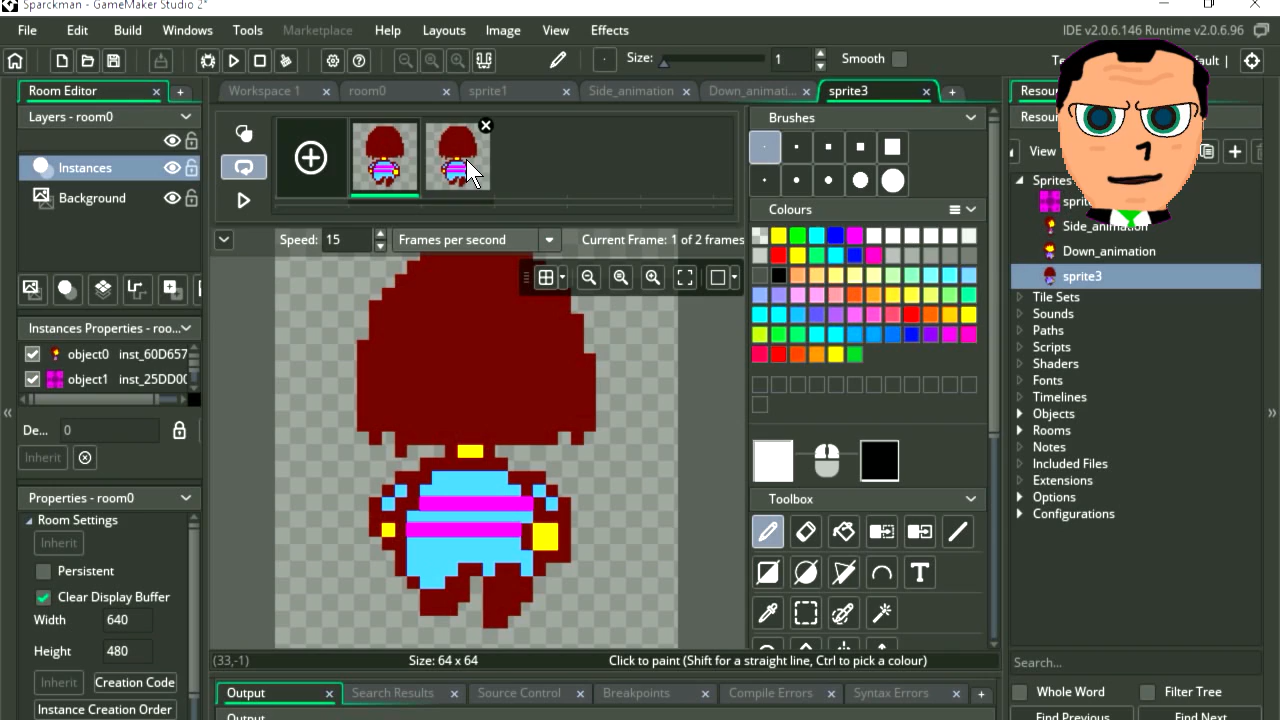 Sparckman - GameMaker Studio 2*
File Edit Build Windows Tools Marketplace Help Layouts Image View Effects
IDE v2.0.6.146 Runtime v2.0.6.96
Size: 1 Smooth
Room Editor
Workspace 1 room0 sprite1 Side_animation Down_animati... sprite3
Layers - room0
Instances
Background
Brushes
Colours
View
Sprites
Side_animation
Down_animation
sprite3
Tile Sets
Sounds
Paths
Scripts
Shaders
Fonts
Timelines
Objects
Rooms
Notes
Included Files
Extensions
Options
Configurations
Speed: 15 Frames per second Current Frame: 1 of 2 frames
Instances Properties - roo...
object0 inst_60D657
object1 inst_25DD00
De... 0
Inherit
Properties - room0
Room Settings
Inherit
Persistent
Clear Display Buffer
Width 640
Height 480
Inherit Creation Code
Instance Creation Order
Toolbox
T
(33,-1) Size: 64 x 64 Click to paint (Shift for a straight line, Ctrl to pick a colour)
Output Search Results Source Control Breakpoints Compile Errors Syntax Errors
Output
Search...
Whole Word Filter Tree
Find Previous Find Next